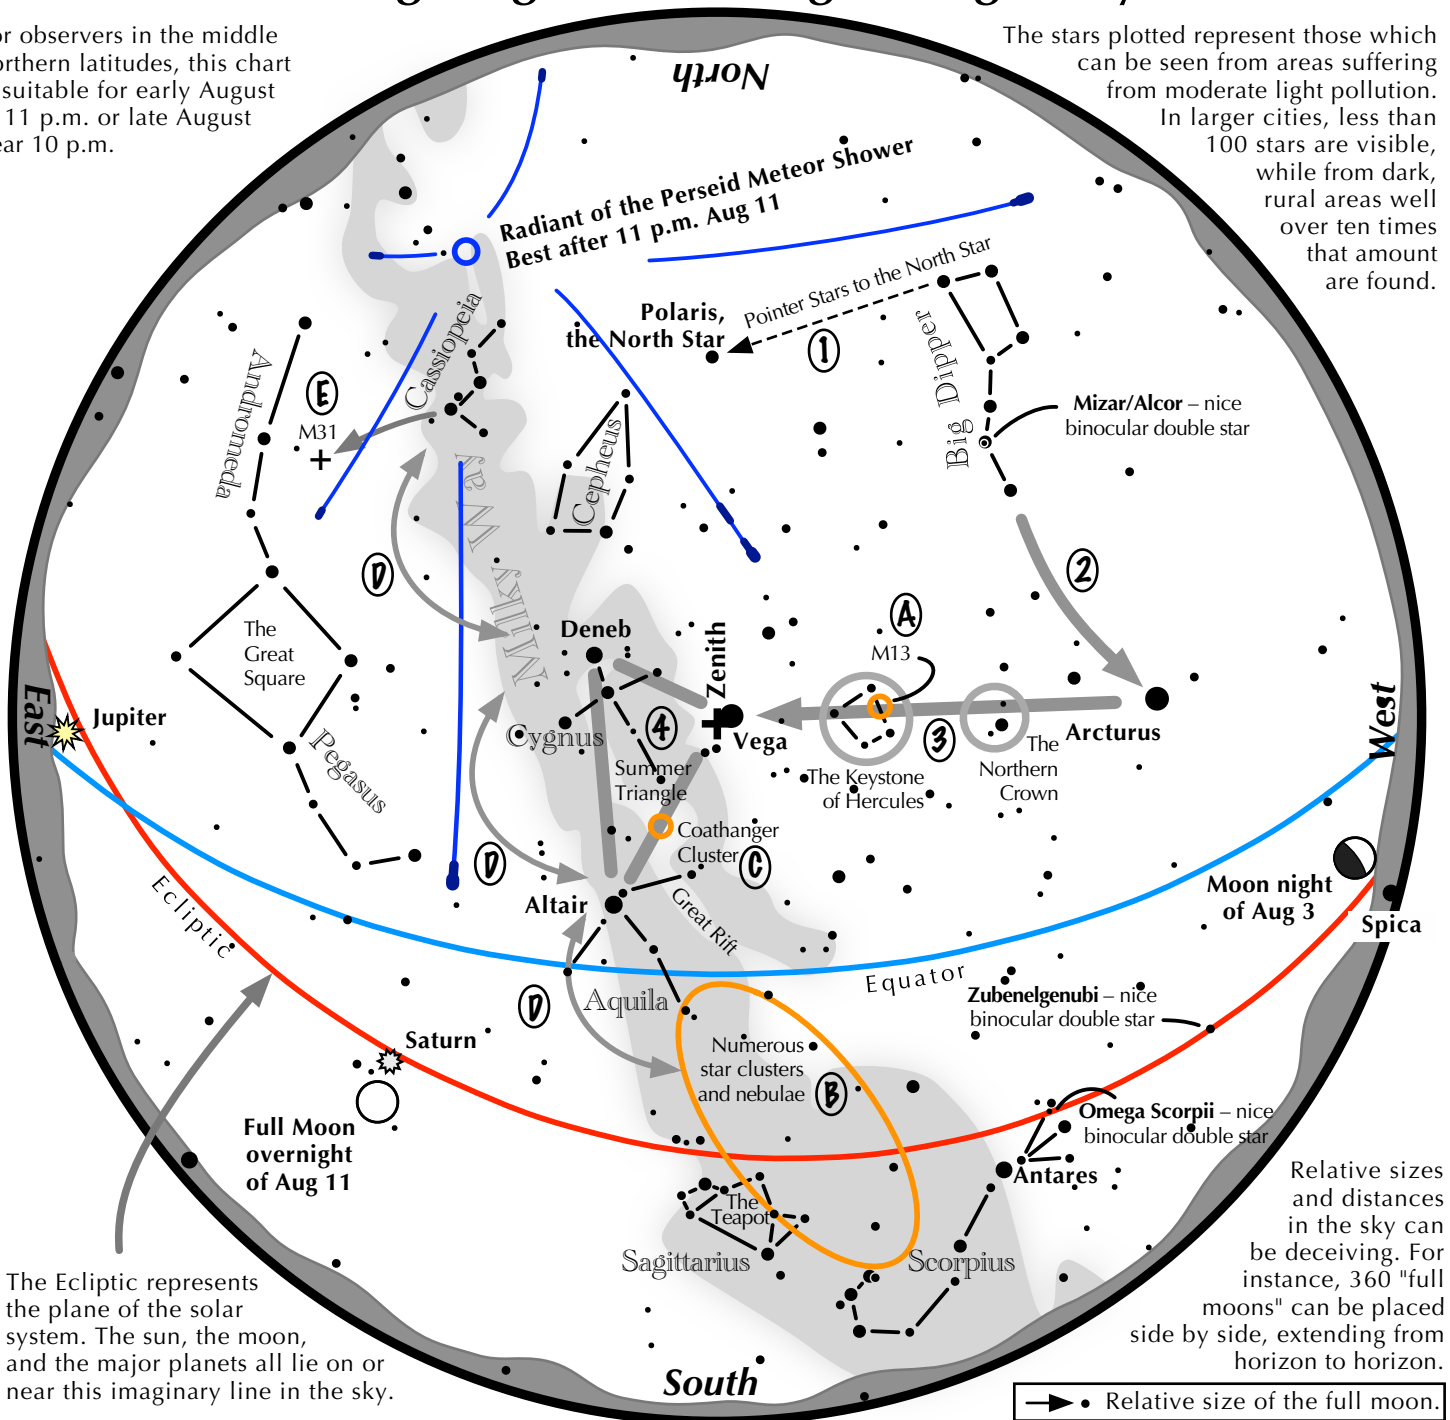 or observers in the middle
orthern latitudes, this chart
suitable for early August
11 p.m. or late August
ear 10 p.m.
The stars plotted represent those which
can be seen from areas suffering
from moderate light pollution.
In larger cities, less than
100 stars are visible,
while from dark,
rural areas well
over ten times
that amount
are found.
North
Radiant of the Perseid Meteor Shower
Best after 11 p.m. Aug 11
Polaris,
the North Star
Pointer Stars to the North Star
1
Big Dipper
Mizar/Alcor – nice
binocular double star
Cassiopeia
Andromeda
E
M31
Cepheus
Milky Way
D
2
The
Great
Square
Deneb
Zenith
A
M13
East
Jupiter
Pegasus
Cygnus
4
Vega
3
The
Northern
Crown
Arcturus
West
Summer
Triangle
The Keystone
of Hercules
Coathanger
Cluster
C
D
Altair
Great Rift
Moon night
of Aug 3
Spica
Ecliptic
Equator
Aquila
D
Zubenelgenubi – nice
binocular double star
Saturn
Numerous
star clusters
and nebulae
B
Full Moon
overnight
of Aug 11
Omega Scorpii – nice
binocular double star
Antares
The
Teapot
Sagittarius
Scorpius
South
The Ecliptic represents
the plane of the solar
system. The sun, the moon,
and the major planets all lie on or
near this imaginary line in the sky.
Relative sizes
and distances
in the sky can
be deceiving. For
instance, 360 "full
moons" can be placed
side by side, extending from
horizon to horizon.
Relative size of the full moon.